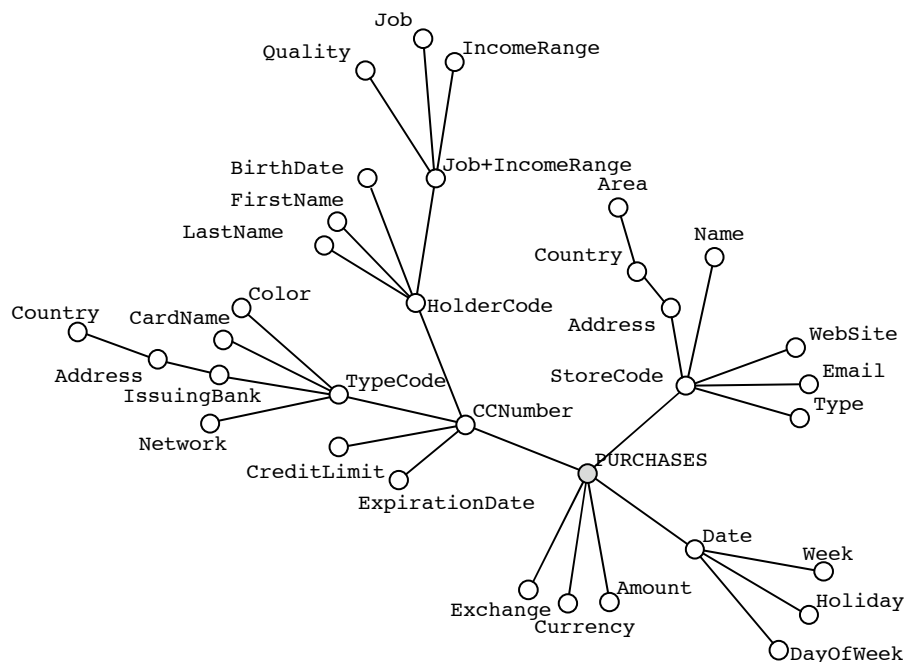 Job
Quality
IncomeRange
Job+IncomeRange
BirthDate
Area
FirstName
LastName
Name
Country
Color
HolderCode
Country
CardName
Address
WebSite
Address
TypeCode
StoreCode
Email
IssuingBank
CCNumber
Type
Network
PURCHASES
CreditLimit
ExpirationDate
Date
Week
Amount
Holiday
Exchange
Currency
DayOfWeek